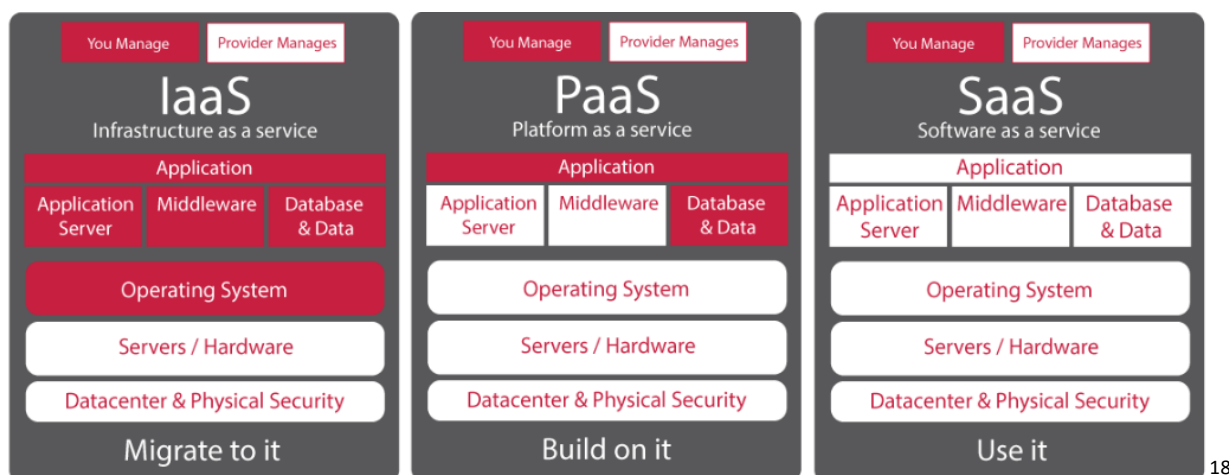 You Manage
Provider Manages
IaaS
Infrastructure as a service
Application
Application
Server
Middleware
Database
& Data
Operating System
Servers / Hardware
Datacenter & Physical Security
Migrate to it
You Manage
Provider Manages
PaaS
Platform as a service
Application
Application
Server
Middleware
Database
& Data
Operating System
Servers / Hardware
Datacenter & Physical Security
Build on it
You Manage
Provider Manages
SaaS
Software as a service
Application
Application
Server
Middleware
Database
& Data
Operating System
Servers / Hardware
Datacenter & Physical Security
Use it
18